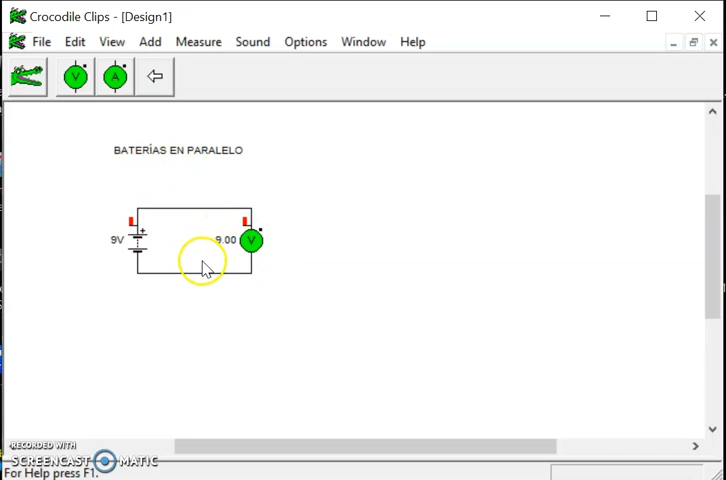 Crocodile Clips - [Design1]
File Edit View Add Measure Sound Options Window Help
V A
BATERÍAS EN PARALELO
9V 9.00 V
RECORDED WITH
SCREENCAST MATIC
For Help press F1.